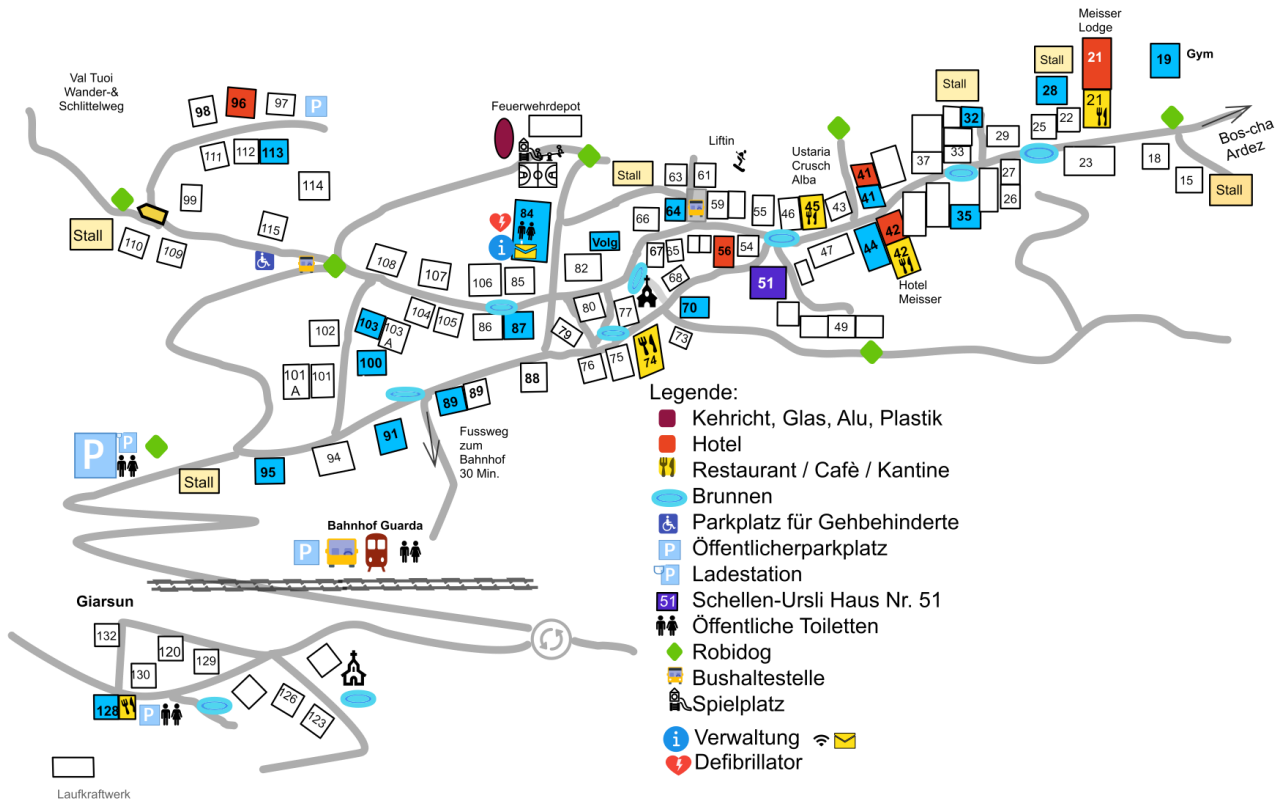 Meisser
Lodge
21
19
Gym
Val Tuoi
Wander-&
Schlittelweg
Stall
28
21
98
96
97
P
Feuerwehrdepot
Stall
32
25
22
Bos-cha
Ardez
111
112
113
Liftin
Ustaria
Crusch
Alba
29
33
37
23
18
15
Stall
114
99
Stall
63
61
41
41
27
26
84
i
64
59
55
46
45
43
35
66
Volg
Stall
110
109
115
67
65
56
54
44
42
42
47
Hotel
Meisser
108
107
106
85
82
68
51
104
105
80
77
70
49
102
103
103
A
86
87
79
73
100
76
75
74
101
A
101
89
89
88
Legende:
Kehricht, Glas, Alu, Plastik
Hotel
Restaurant / Cafè / Kantine
Brunnen
Parkplatz für Gehbehinderte
P
Öffentlicherparkplatz
P
Ladestation
51
Schellen-Ursli Haus Nr. 51
Öffentliche Toiletten
Robidog
Bushaltestelle
Spielplatz
i
Verwaltung
Defibrillator
91
Fussweg
zum
Bahnhof
30 Min.
P
P
94
95
Stall
Bahnhof Guarda
P
Giarsun
132
120
129
130
128
P
126
123
Laufkraftwerk